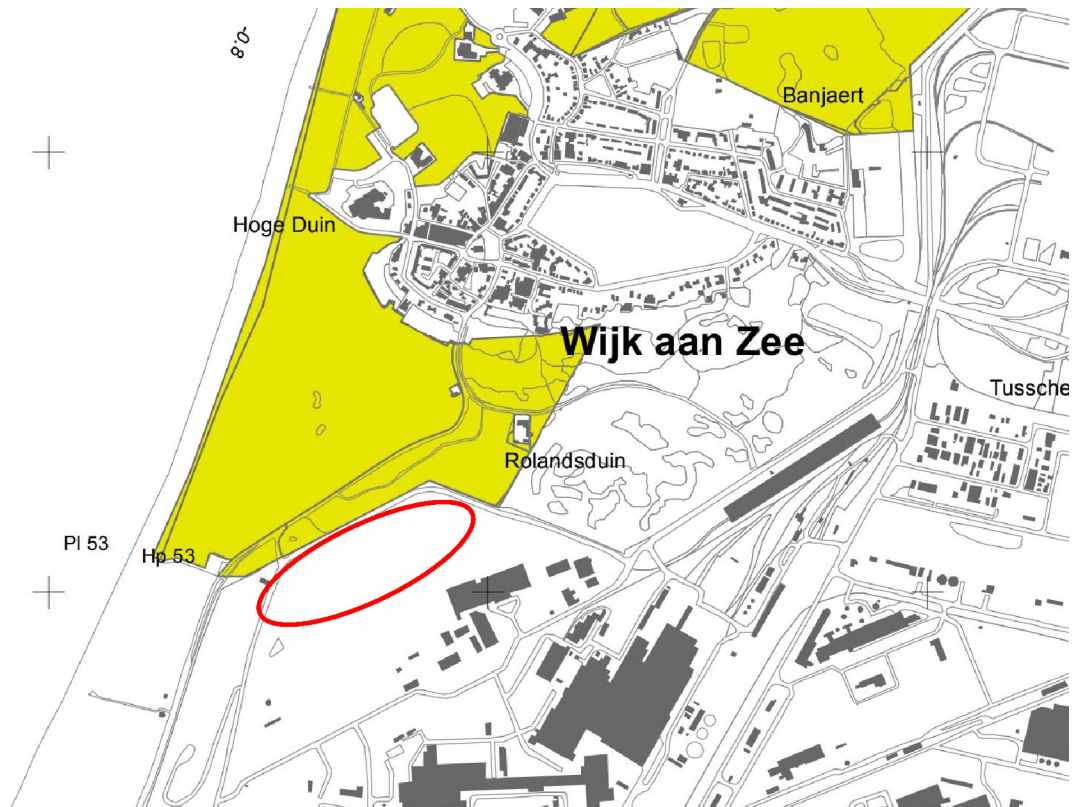 -0.8
Banjaert
Hoge Duin
Wijk aan Zee
Tussche
Rolandsduin
Pl 53
Hp 53